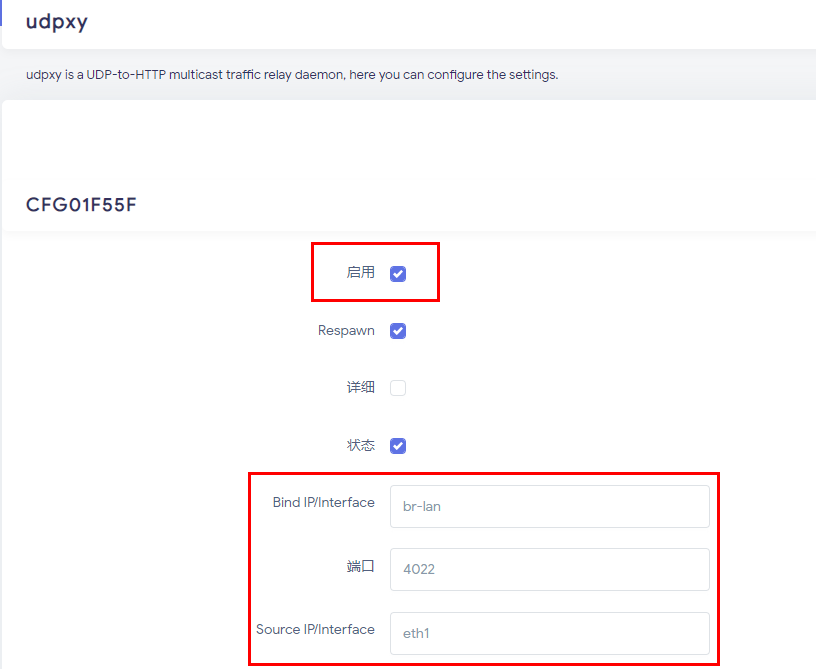 udpxy
udpxy is a UDP-to-HTTP multicast traffic relay daemon, here you can configure the settings.
CFG01F55F
启用
Respawn
详细
状态
Bind IP/Interface br-lan
端口 4022
Source IP/Interface eth1